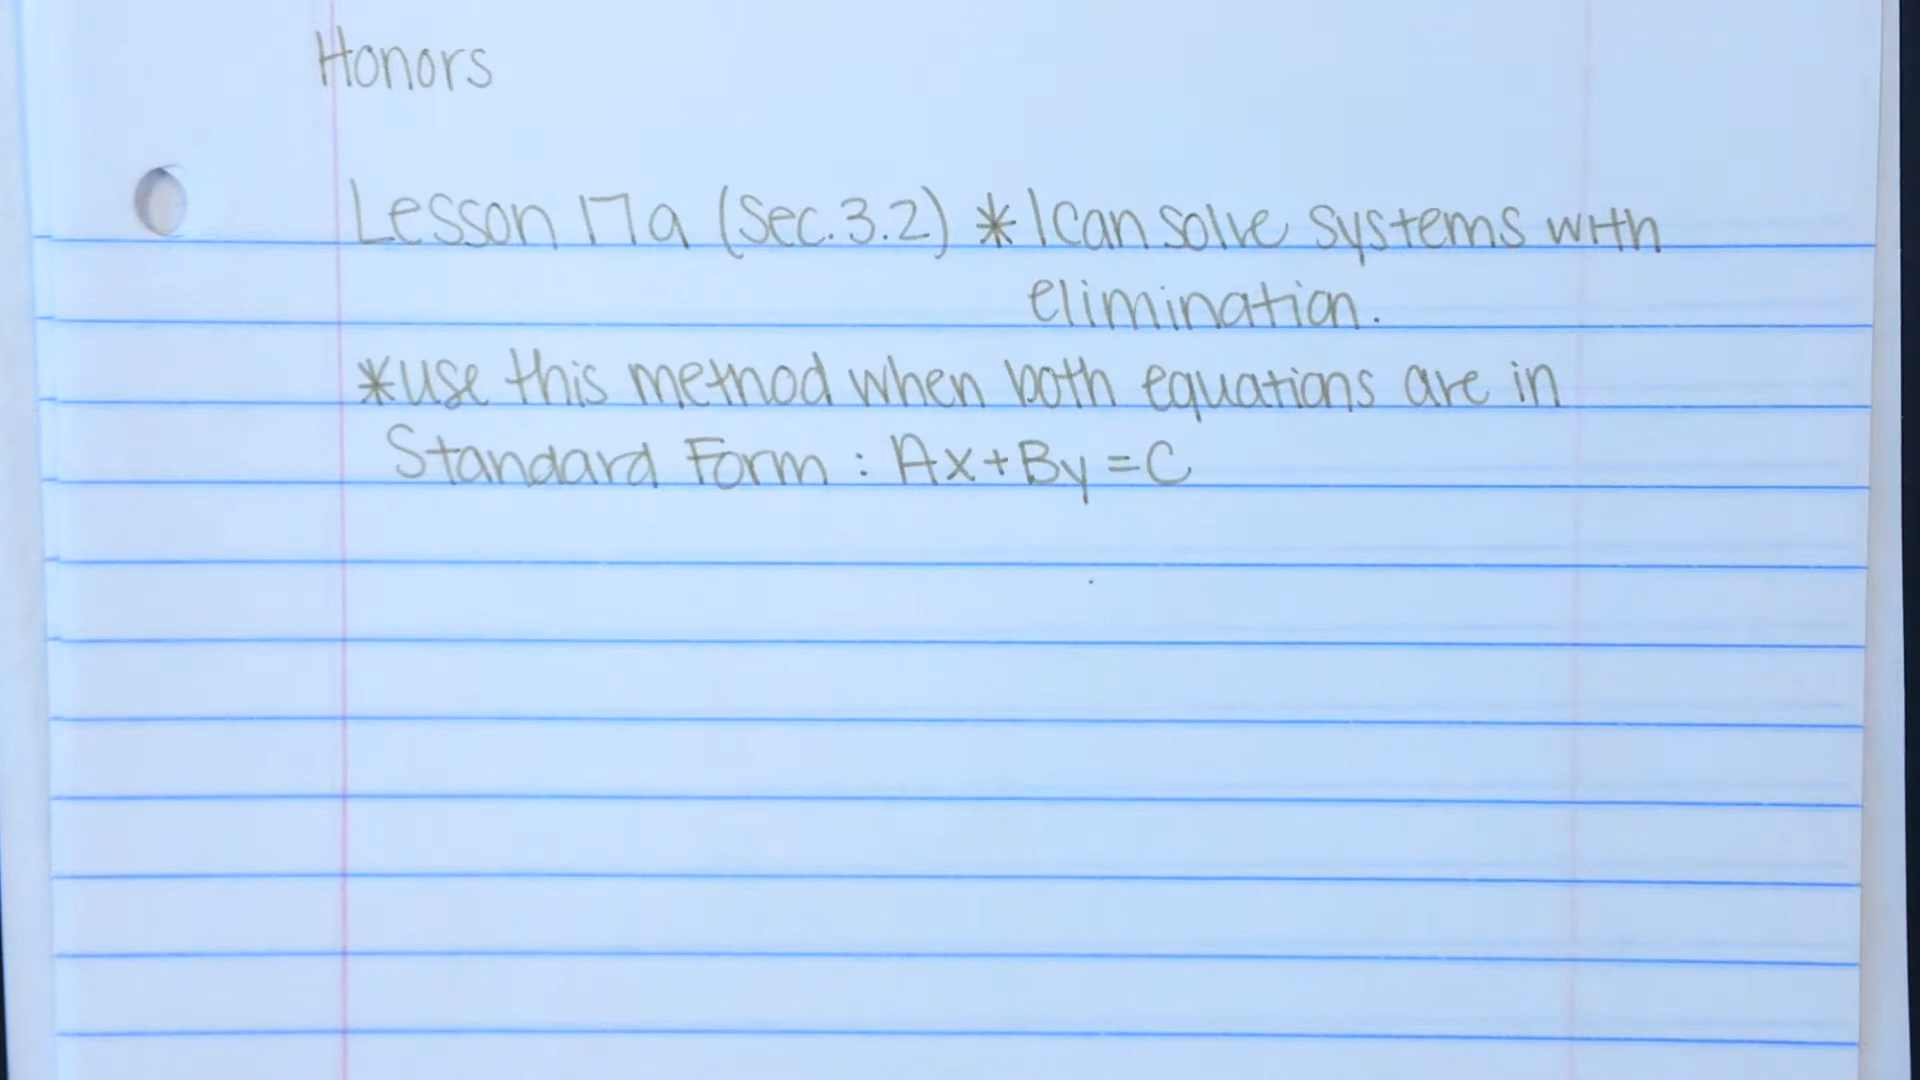 Honors
Lesson 17a (Sec. 3.2) * I can solve systems with
elimination.
*use this method when both equations are in
Standard Form : Ax+By=C